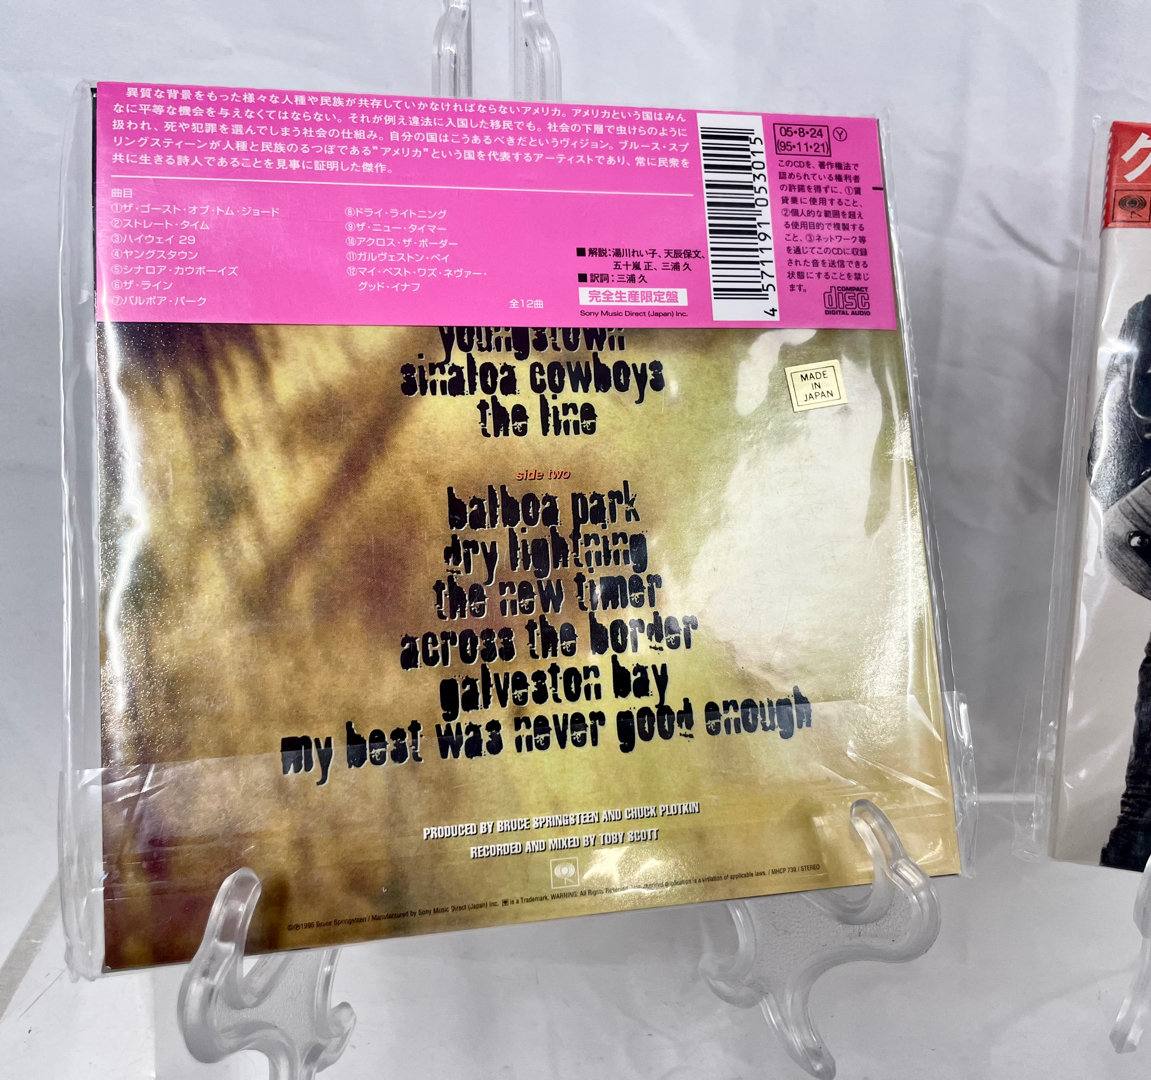 異質な背景をもった様々な人種や民族が共存していかなければならないアメリカ。アメリカという国はみん
なに平等な機会を与えなくてはならない。それが例え違法に入国した移民でも。社会の下層で虫けらのように
扱われ、死や犯罪を選んでしまう社会の仕組み。自分の国はこうあるべきだというヴィジョン。ブルース・スプ
リングスティーンが人種と民族のるつぼである"アメリカ"という国を代表するアーティストであり、常に民衆を
共に生きる詩人であることを見事に証明した傑作。
曲目
①ザ・ゴースト・オブ・トム・ジョード
②ストレート・タイム
③ハイウェイ 29
④ヤングスタウン
⑤シナロア・カウボーイズ
⑥ザ・ライン
⑦バルボア・パーク
⑧ドライ・ライトニング
⑨ザ・ニュー・タイマー
⑩アクロス・ザ・ボーダー
⑪ガルヴェストン・ベイ
⑫マイ・ベスト・ワズ・ネヴァー・
グッド・イナフ
全12曲
■解説：湯川れい子、天辰保文、
五十嵐 正、三浦 久
■訳詞：三浦 久
完全生産限定盤
Sony Music Direct (Japan) Inc.
4 571191 053015
05・8・24 Ⓨ
(95・11・21)
このCDを、著作権法で
認められている権利者
の許諾を得ずに、①賃
貸業に使用すること、
②個人的な範囲を超え
る使用目的で複製する
こと、③ネットワーク等
を通じてこのCDに収録
された音を送信できる
状態にすることを禁じ
ます。
COMPACT
disc
DIGITAL AUDIO
youngstown
sinaloa cowboys
the line
MADE
IN
JAPAN
side two
balboa park
dry lightning
the new timer
across the border
galveston bay
my best was never good enough
PRODUCED BY BRUCE SPRINGSTEEN AND CHUCK PLOTKIN
RECORDED AND MIXED BY TOBY SCOTT
©℗1995 Bruce Springsteen / Manufactured by Sony Music Direct (Japan) Inc. is a Trademark. WARNING: All Rights Reserved. application is a violation of applicable laws. / MHCP 738 / STEREO